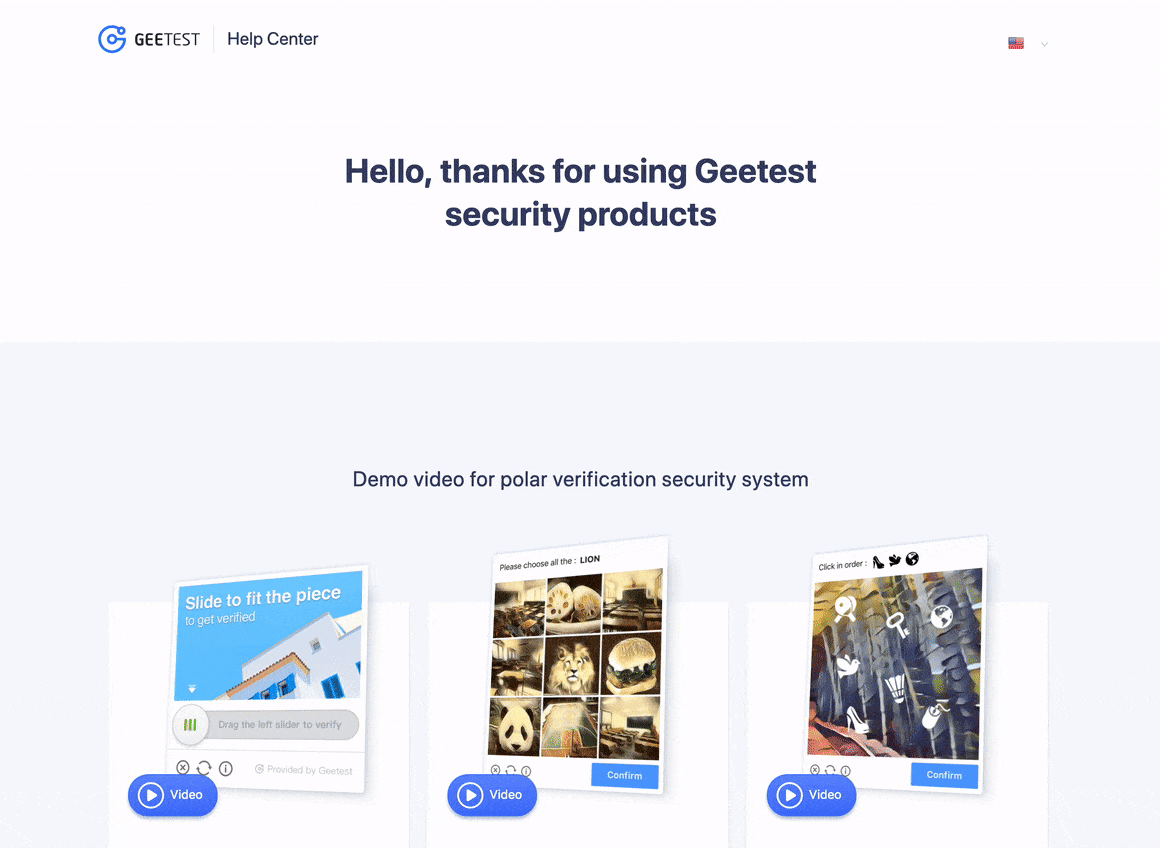 GEETEST Help Center
Hello, thanks for using Geetest
security products
Demo video for polar verification security system
Slide to fit the piece
to get verified
Drag the left slider to verify
Provided by Geetest
Video
Please choose all the : LION
Confirm
Video
Click in order :
Confirm
Video